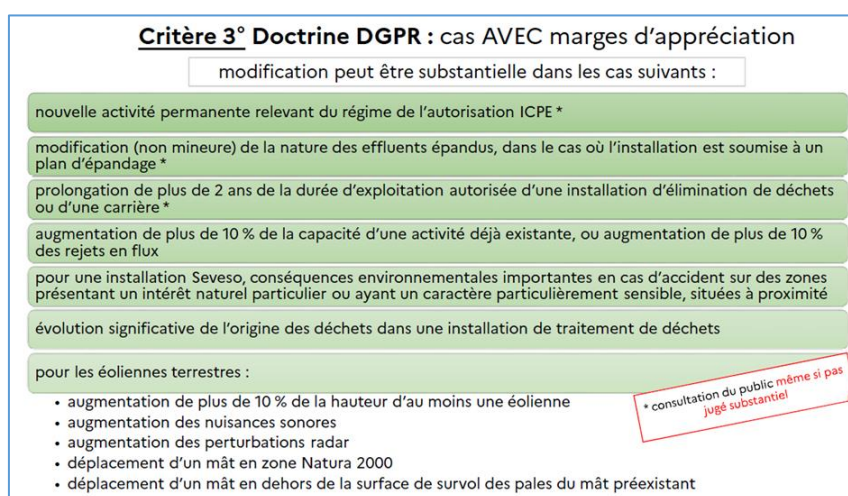 Critère 3° Doctrine DGPR : cas AVEC marges d’appréciation
modification peut être substantielle dans les cas suivants :
nouvelle activité permanente relevant du régime de l’autorisation ICPE *
modification (non mineure) de la nature des effluents épandus, dans le cas où l’installation est soumise à un
plan d’épandage *
prolongation de plus de 2 ans de la durée d’exploitation autorisée d’une installation d’élimination de déchets
ou d’une carrière *
augmentation de plus de 10 % de la capacité d’une activité déjà existante, ou augmentation de plus de 10 %
des rejets en flux
pour une installation Seveso, conséquences environnementales importantes en cas d’accident sur des zones
présentant un intérêt naturel particulier ou ayant un caractère particulièrement sensible, situées à proximité
évolution significative de l’origine des déchets dans une installation de traitement de déchets
pour les éoliennes terrestres :
• augmentation de plus de 10 % de la hauteur d’au moins une éolienne
• augmentation des nuisances sonores
• augmentation des perturbations radar
• déplacement d’un mât en zone Natura 2000
• déplacement d’un mât en dehors de la surface de survol des pales du mât préexistant
* consultation du public même si pas
jugé substantiel